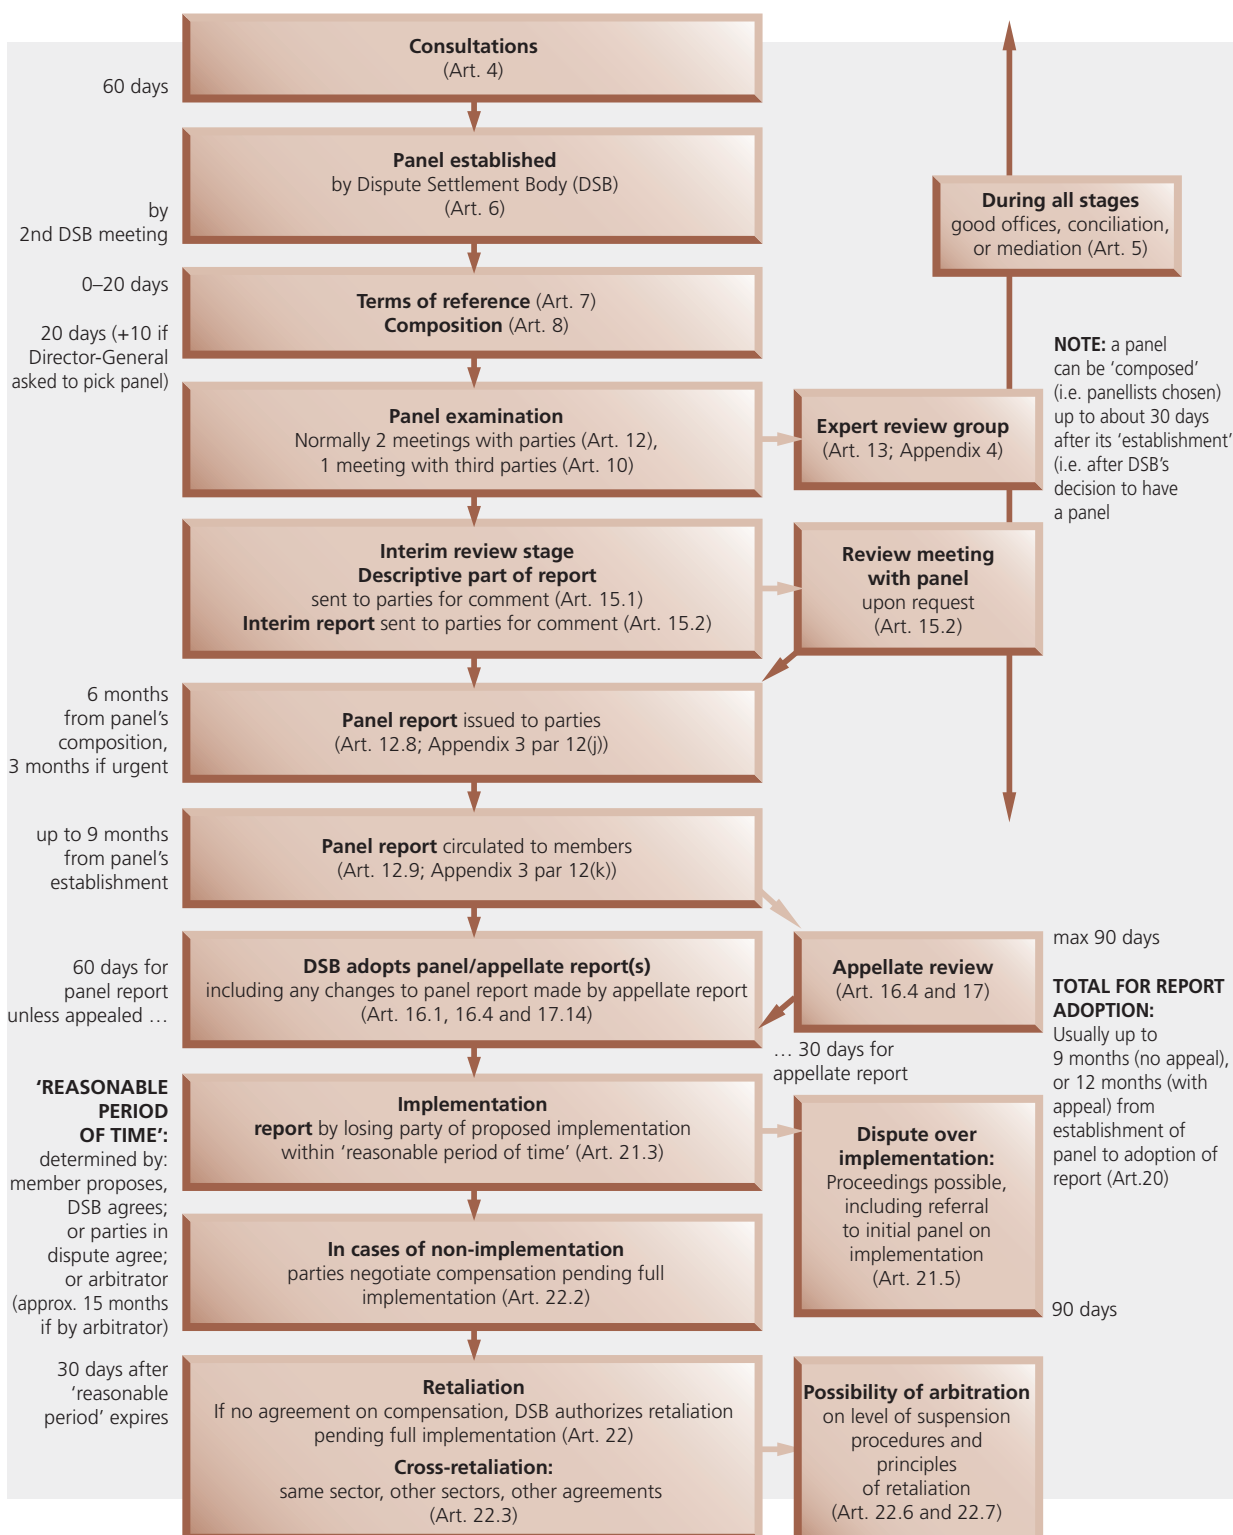 Consultations
(Art. 4)
60 days
Panel established
by Dispute Settlement Body (DSB)
(Art. 6)
by
2nd DSB meeting
During all stages
good offices, conciliation,
or mediation (Art. 5)
0–20 days
Terms of reference (Art. 7)
Composition (Art. 8)
20 days (+10 if
Director-General
asked to pick panel)
NOTE: a panel
can be ‘composed’
(i.e. panellists chosen)
up to about 30 days
after its ‘establishment’
(i.e. after DSB’s
decision to have
a panel
Panel examination
Normally 2 meetings with parties (Art. 12),
1 meeting with third parties (Art. 10)
Expert review group
(Art. 13; Appendix 4)
Interim review stage
Descriptive part of report
sent to parties for comment (Art. 15.1)
Interim report sent to parties for comment (Art. 15.2)
Review meeting
with panel
upon request
(Art. 15.2)
6 months
from panel’s
composition,
3 months if urgent
Panel report issued to parties
(Art. 12.8; Appendix 3 par 12(j))
up to 9 months
from panel’s
establishment
Panel report circulated to members
(Art. 12.9; Appendix 3 par 12(k))
60 days for
panel report
unless appealed …
DSB adopts panel/appellate report(s)
including any changes to panel report made by appellate report
(Art. 16.1, 16.4 and 17.14)
Appellate review
(Art. 16.4 and 17)
max 90 days
TOTAL FOR REPORT
ADOPTION:
Usually up to
9 months (no appeal),
or 12 months (with
appeal) from
establishment of
panel to adoption of
report (Art.20)
… 30 days for
appellate report
‘REASONABLE
PERIOD
OF TIME’:
determined by:
member proposes,
DSB agrees;
or parties in
dispute agree;
or arbitrator
(approx. 15 months
if by arbitrator)
Implementation
report by losing party of proposed implementation
within ‘reasonable period of time’ (Art. 21.3)
Dispute over
implementation:
Proceedings possible,
including referral
to initial panel on
implementation
(Art. 21.5)
90 days
In cases of non-implementation
parties negotiate compensation pending full
implementation (Art. 22.2)
30 days after
‘reasonable
period’ expires
Retaliation
If no agreement on compensation, DSB authorizes retaliation
pending full implementation (Art. 22)
Cross-retaliation:
same sector, other sectors, other agreements
(Art. 22.3)
Possibility of arbitration
on level of suspension
procedures and
principles
of retaliation
(Art. 22.6 and 22.7)